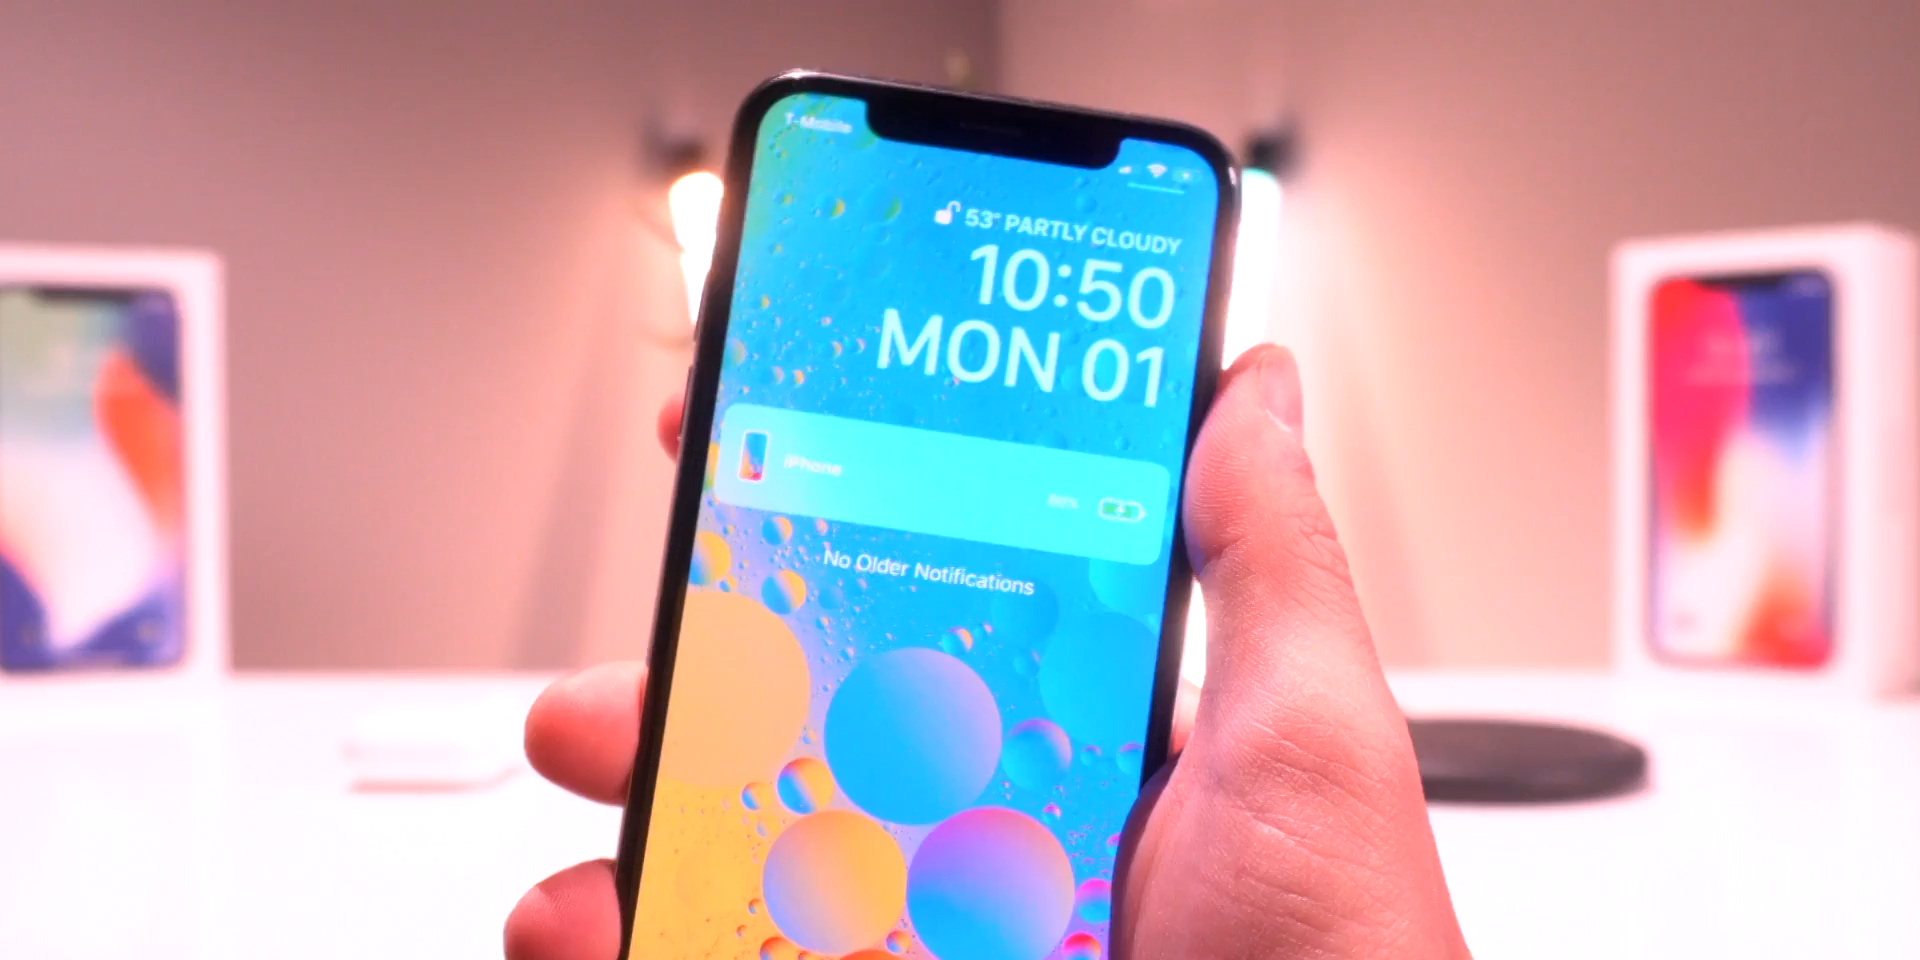 T-Mobile
53° PARTLY CLOUDY
10:50
MON 01
iPhone
No Older Notifications